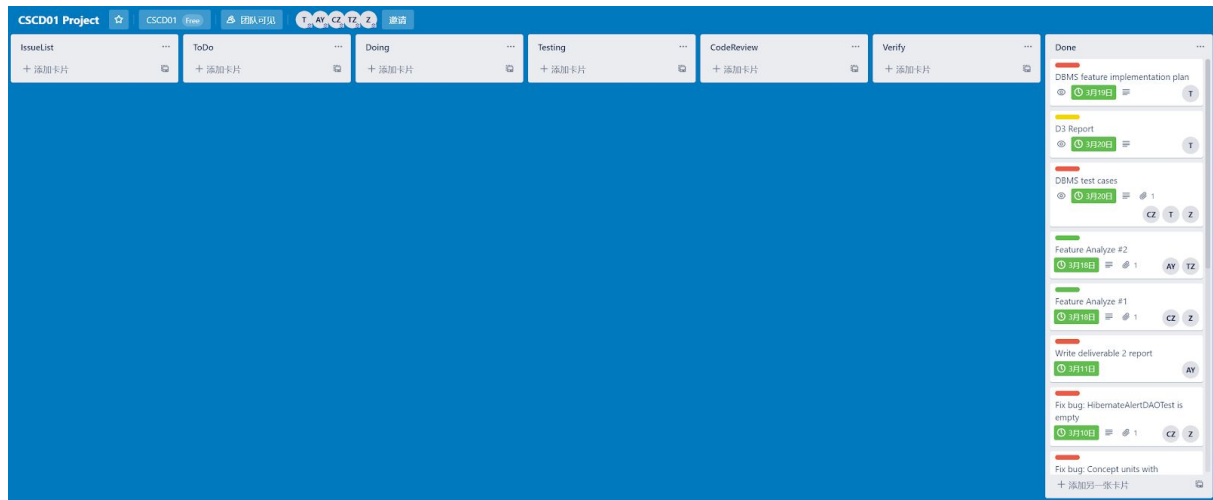 CSCD01 Project CSCD01 Free 团队可见 T AY CZ TZ Z 邀请
IssueList
+ 添加卡片
ToDo
+ 添加卡片
Doing
+ 添加卡片
Testing
+ 添加卡片
CodeReview
+ 添加卡片
Verify
+ 添加卡片
Done
DBMS feature implementation plan
3月19日 T
D3 Report
3月20日 T
DBMS test cases
3月20日 1
CZ T Z
Feature Analyze #2
3月18日 1 AY TZ
Feature Analyze #1
3月18日 1 CZ Z
Write deliverable 2 report
3月11日 AY
Fix bug: HibernateAlertDAOTest is
empty
3月10日 1 CZ Z
Fix bug: Concept units with
+ 添加另一张卡片